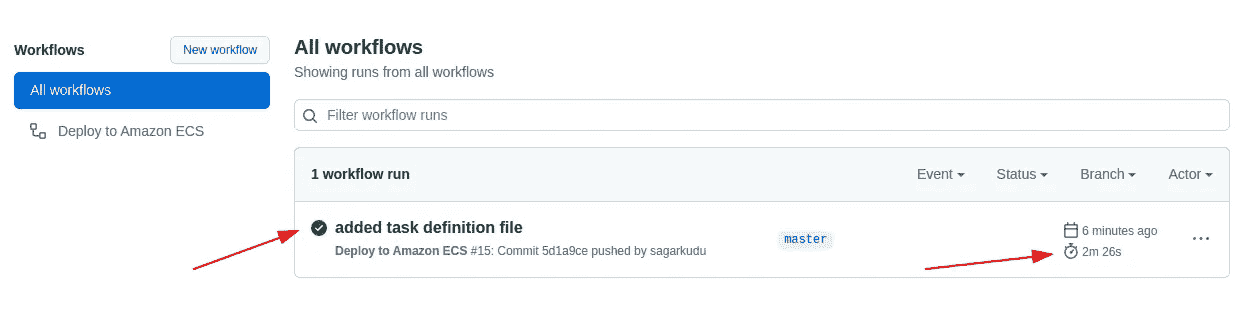 Workflows
New workflow
All workflows
Deploy to Amazon ECS
All workflows
Showing runs from all workflows
Filter workflow runs
1 workflow run
Event
Status
Branch
Actor
added task definition file
Deploy to Amazon ECS #15: Commit 5d1a9ce pushed by sagarkudu
master
6 minutes ago
2m 26s